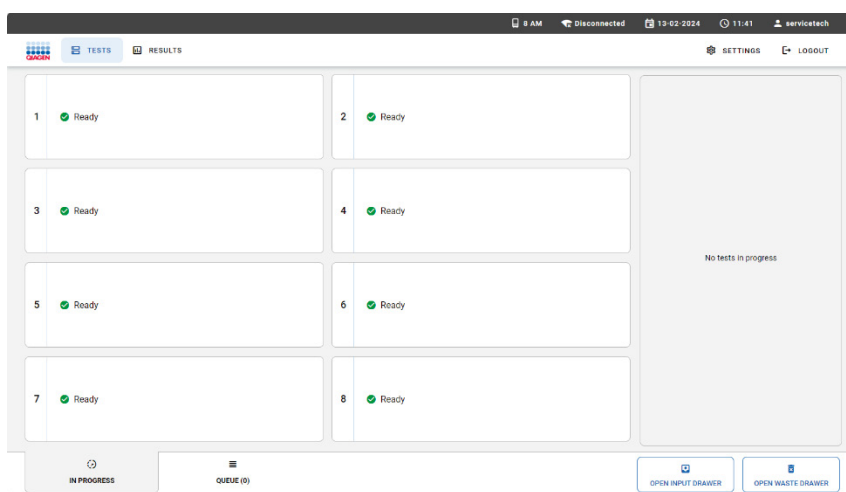 8 AM Disconnected 13-02-2024 11:41 servicetech
QIAGEN TESTS RESULTS SETTINGS LOGOUT
1 Ready 2 Ready
3 Ready 4 Ready
No tests in progress
5 Ready 6 Ready
7 Ready 8 Ready
IN PROGRESS QUEUE (0) OPEN INPUT DRAWER OPEN WASTE DRAWER